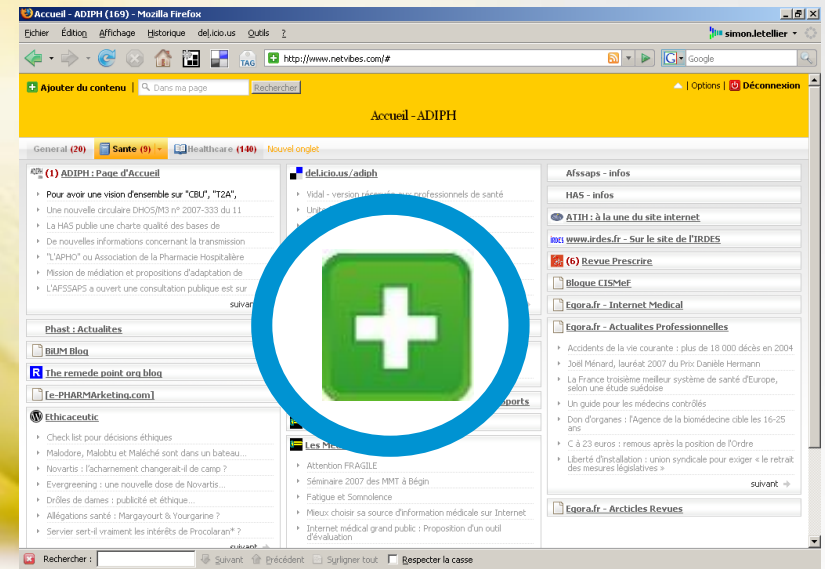 Accueil - ADIPH (169) - Mozilla Firefox
Fichier Édition Affichage Historique del.icio.us Outils ?
simon.letellier
TAG
http://www.netvibes.com/#
Google
Ajouter du contenu | Dans ma page Rechercher
| Options | Déconnexion
Accueil - ADIPH
General (20) Sante (9) Healthcare (140) Nouvel onglet
(1) ADIPH : Page d'Accueil
Pour avoir une vision d'ensemble sur "CBU", "T2A",
Une nouvelle circulaire DHOS/M3 n° 2007-333 du 11
La HAS publie une charte qualité des bases de
De nouvelles informations concernant la transmission
"L'APHO" ou Association de la Pharmacie Hospitalière
Mission de médiation et propositions d'adaptation de
L'AFSSAPS a ouvert une consultation publique est sur
Phast : Actualites
BiUM Blog
R The remede point org blog
[e-PHARMArketing.com]
Ethicaceutic
Check list pour décisions éthiques
Malodore, Malobtu et Maléché sont dans un bateau...
Novartis : l'acharnement changerait-il de camp ?
Evergreening : une nouvelle dose de Novartis...
Drôles de dames : publicité et éthique...
Allégations santé : Margayourt & Yourgarine ?
Servier sert-il vraiment les intérêts de Procolaran* ?
del.icio.us/adiph
Vidal - version réservée aux professionnels de santé
Attention FRAGILE
Séminaire 2007 des MMT à Bégin
Fatigue et Somnolence
Mieux choisir sa source d'information médicale sur Internet
Internet médical grand public : Proposition d'un outil
d'évaluation
Afssaps - infos
HAS - infos
ATIH : à la une du site internet
IRDES www.irdes.fr - Sur le site de l'IRDES
(6) Revue Prescrire
Bloque CISMeF
Egora.fr - Internet Medical
Egora.fr - Actualites Professionnelles
Accidents de la vie courante : plus de 18 000 décès en 2004
Joël Ménard, lauréat 2007 du Prix Danièle Hermann
La France troisième meilleur système de santé d'Europe,
selon une étude suédoise
Un guide pour les médecins contrôlés
Don d'organes : l'Agence de la biomédecine cible les 16-25
ans
C à 23 euros : remous après la position de l'Ordre
Liberté d'installation : union syndicale pour exiger « le retrait
des mesures législatives »
suivant
Egora.fr - Arcticles Revues
Rechercher : Suivant Précédent Surligner tout Respecter la casse